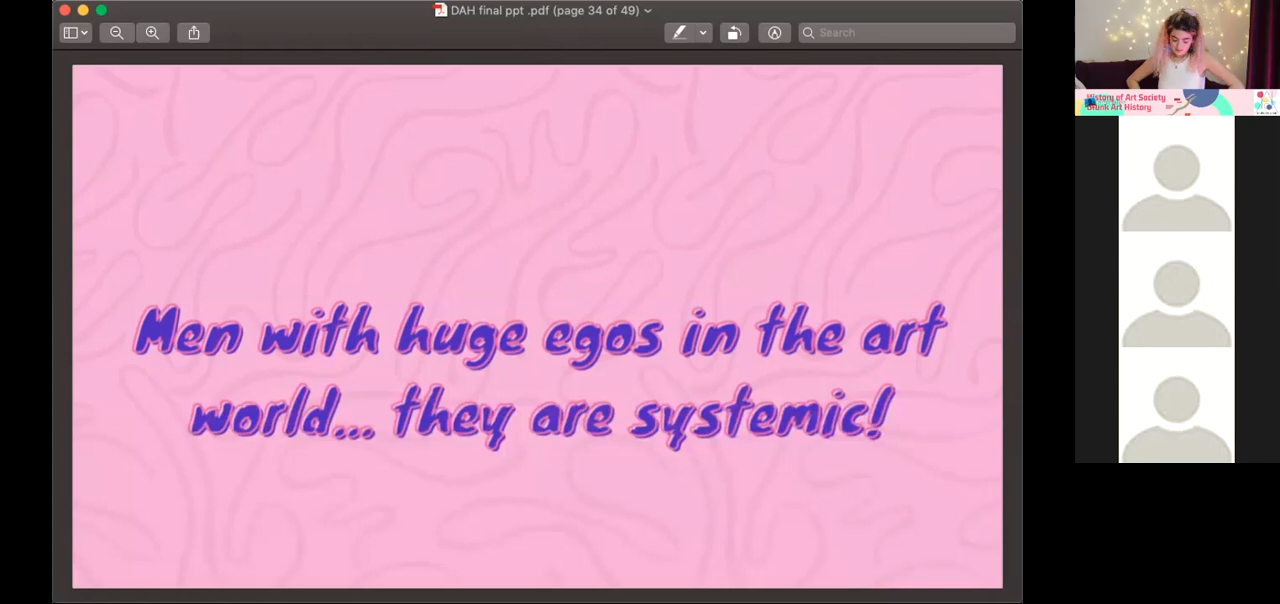 DAH final ppt .pdf (page 34 of 49)
Search
Men with huge egos in the art
world... they are systemic!
History of Art Society
Drunk Art History